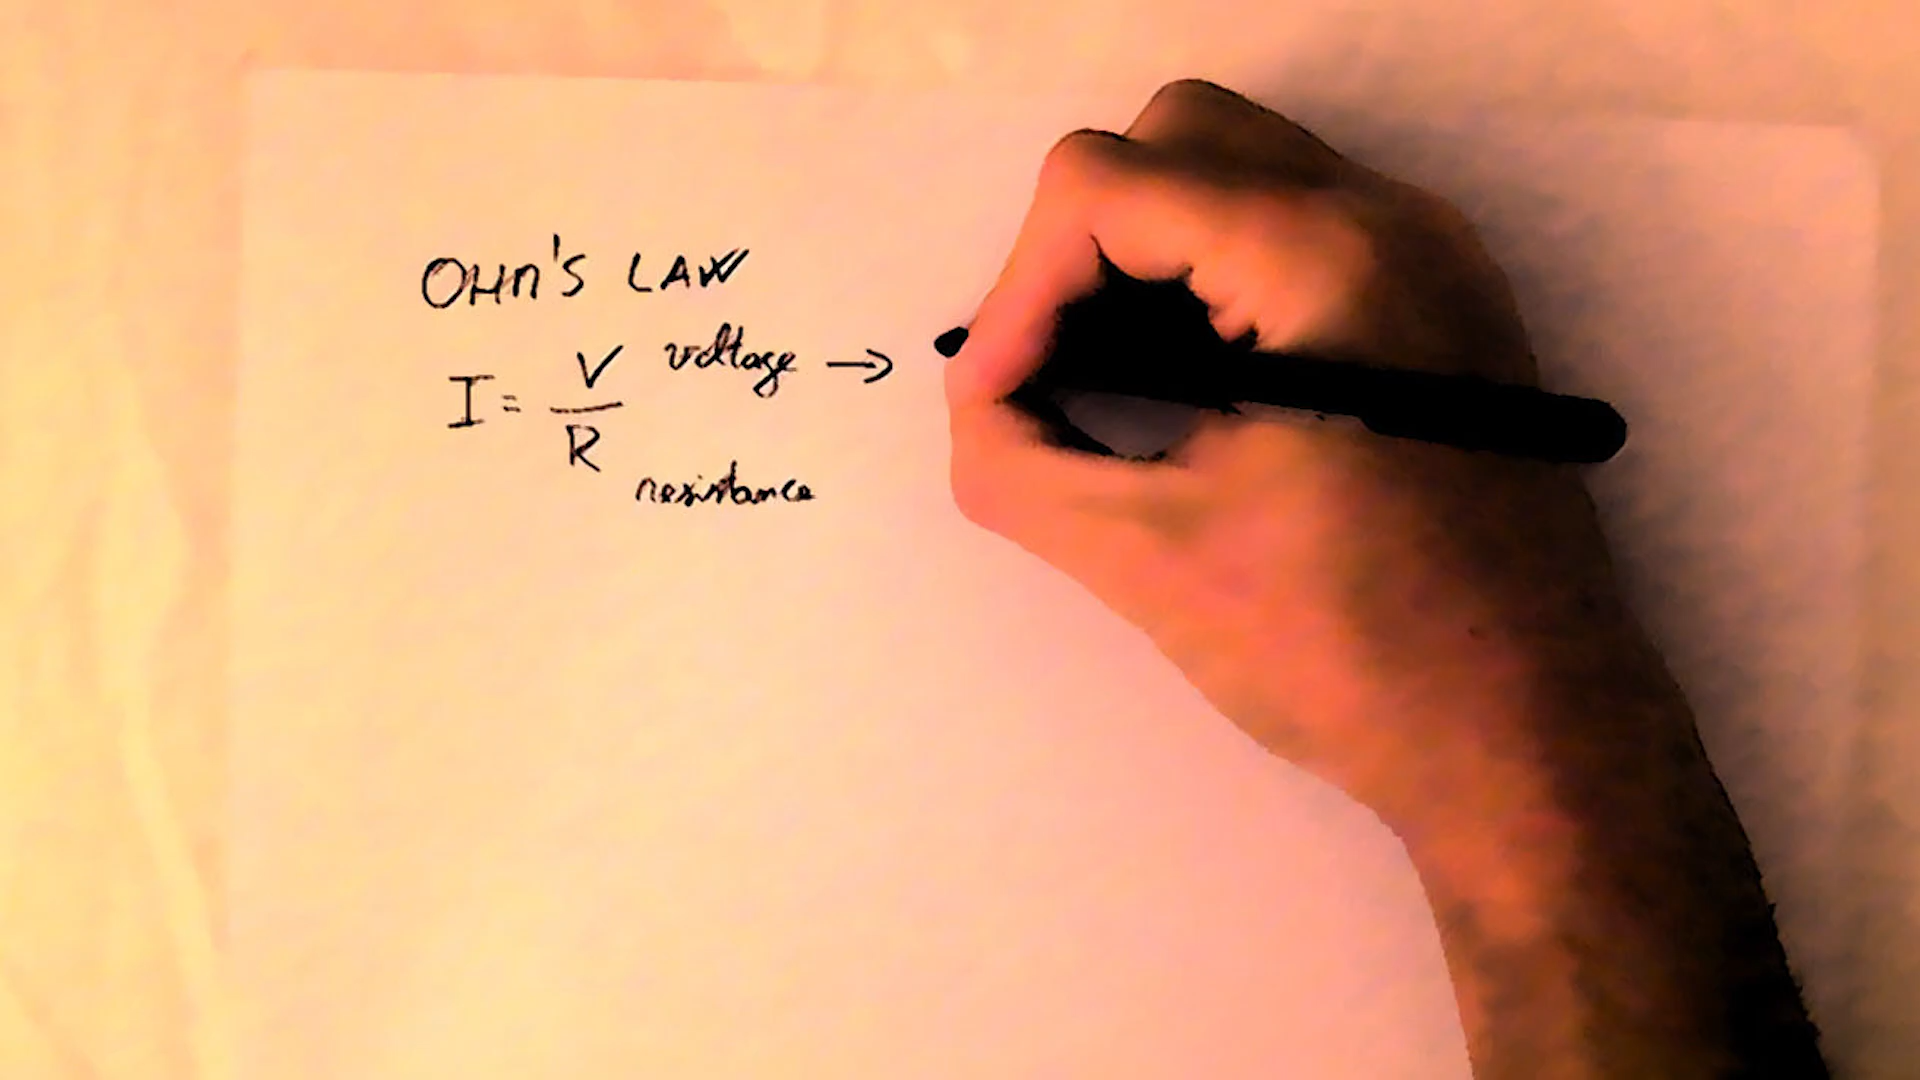 OHM'S LAW
I = V/R voltage →
resistance